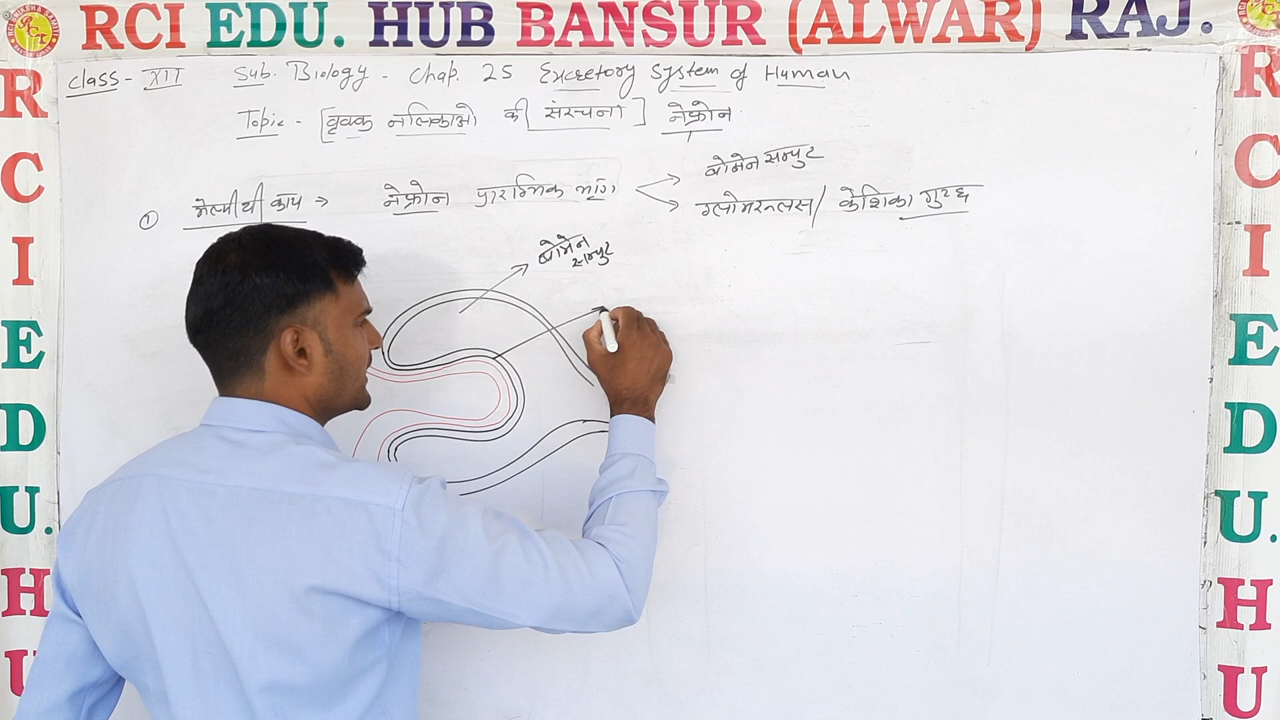 RCI EDU. HUB BANSUR (ALWAR) RAJ.
Class - XII Sub. Biology - Chap. 25 Excretory System of Human
Topic - [वृक्क नलिकाओ की संरचना] नेफ्रोन
बोमेन सम्पुट
① मेल्पीघी काय → नेफ्रोन प्रारम्भिक भाग
ग्लोमेरूलस / केशिका गुच्छ
बोमेन
सम्पुट
R
C
I
E
D
U.
H
U
R
C
I
E
D
U.
H
U